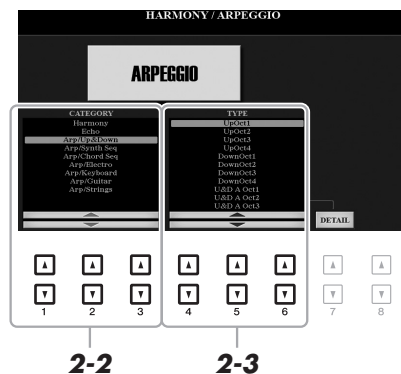 HARMONY / ARPEGGIO
ARPEGGIO
CATEGORY
Harmony
Echo
Arp/Up&Down
Arp/Synth Seq
Arp/Chord Seq
Arp/Electro
Arp/Keyboard
Arp/Guitar
Arp/Strings
TYPE
UpOct1
UpOct2
UpOct3
UpOct4
DownOct1
DownOct2
DownOct3
DownOct4
U&D A Oct1
U&D A Oct2
U&D A Oct3
DETAIL
1 2 3 4 5 6 7 8
2-2 2-3